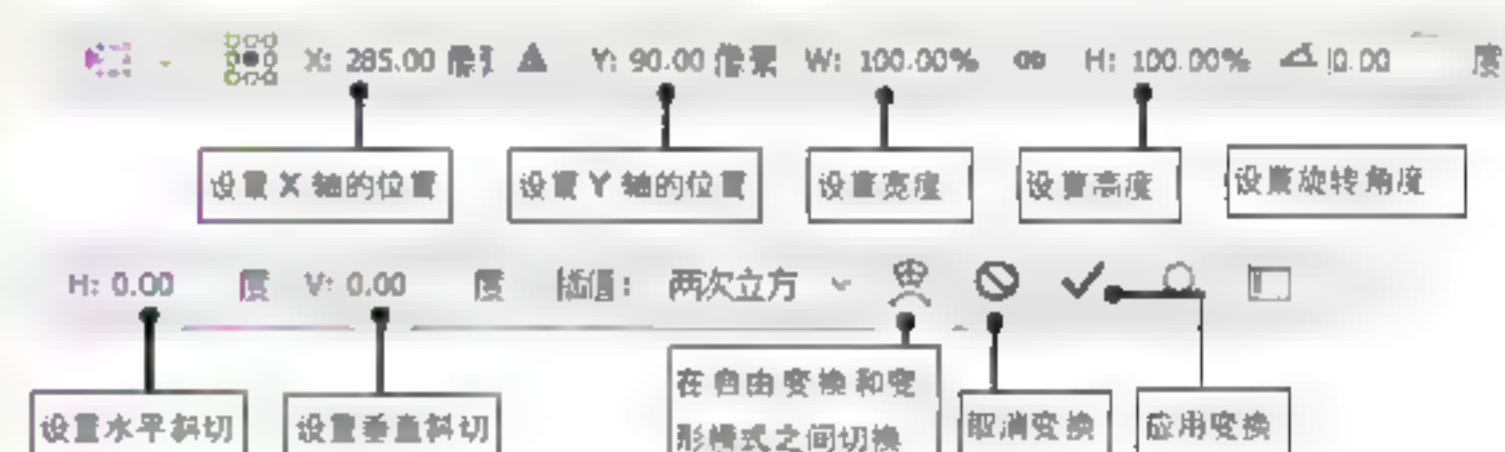 X: 285.00 像素 Y: 90.00 像素 W: 100.00% H: 100.00% 0.00 度
设置 X 轴的位置 设置 Y 轴的位置 设置宽度 设置高度 设置旋转角度
H: 0.00 度 V: 0.00 度 插值: 两次立方
在自由变换和变
形模式之间切换
设置水平斜切 设置垂直斜切 取消变换 应用变换